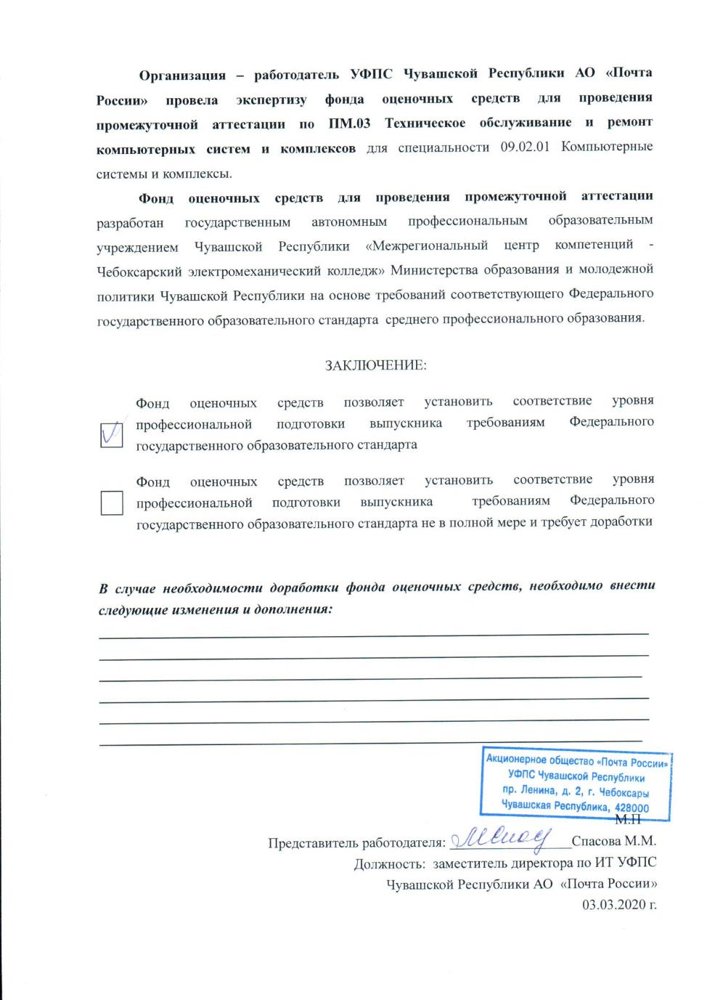 Организация – работодатель УФПС Чувашской Республики АО «Почта
России» провела экспертизу фонда оценочных средств для проведения
промежуточной аттестации по ПМ.03 Техническое обслуживание и ремонт
компьютерных систем и комплексов для специальности 09.02.01 Компьютерные
системы и комплексы.
Фонд оценочных средств для проведения промежуточной аттестации
разработан государственным автономным профессиональным образовательным
учреждением Чувашской Республики «Межрегиональный центр компетенций -
Чебоксарский электромеханический колледж» Министерства образования и молодежной
политики Чувашской Республики на основе требований соответствующего Федерального
государственного образовательного стандарта среднего профессионального образования.
ЗАКЛЮЧЕНИЕ:
Фонд оценочных средств позволяет установить соответствие уровня
профессиональной подготовки выпускника требованиям Федерального
государственного образовательного стандарта
Фонд оценочных средств позволяет установить соответствие уровня
профессиональной подготовки выпускника требованиям Федерального
государственного образовательного стандарта не в полной мере и требует доработки
В случае необходимости доработки фонда оценочных средств, необходимо внести
следующие изменения и дополнения:
Акционерное общество «Почта России»
УФПС Чувашской Республики
пр. Ленина, д. 2, г. Чебоксары
Чувашская Республика, 428000
М.П
Представитель работодателя: Спасова М.М.
Должность: заместитель директора по ИТ УФПС
Чувашской Республики АО «Почта России»
03.03.2020 г.